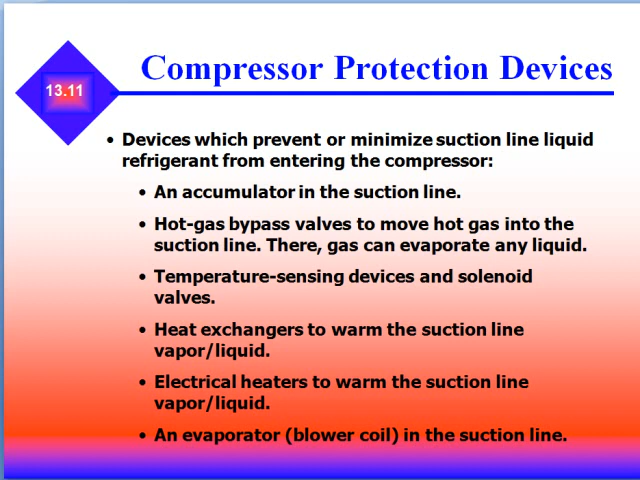 Compressor Protection Devices
13.11
• Devices which prevent or minimize suction line liquid
refrigerant from entering the compressor:
• An accumulator in the suction line.
• Hot-gas bypass valves to move hot gas into the
suction line. There, gas can evaporate any liquid.
• Temperature-sensing devices and solenoid
valves.
• Heat exchangers to warm the suction line
vapor/liquid.
• Electrical heaters to warm the suction line
vapor/liquid.
• An evaporator (blower coil) in the suction line.